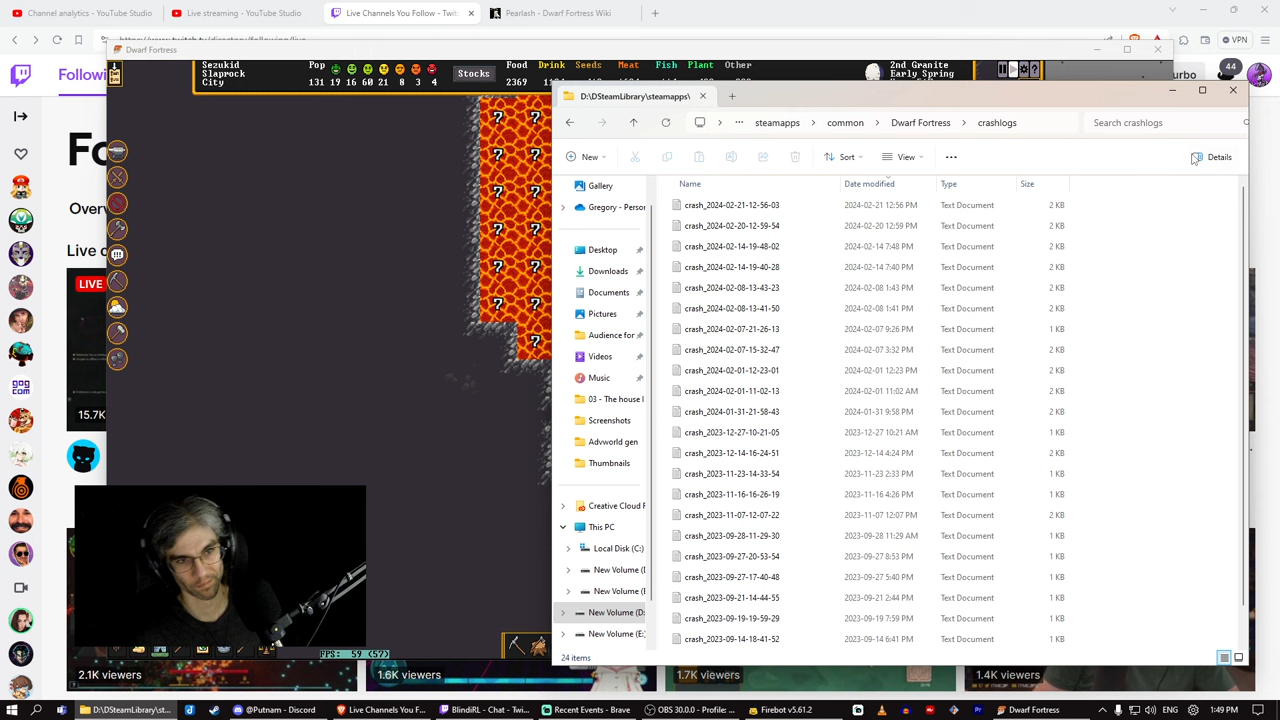 Channel analytics - YouTube Studio
Live streaming - YouTube Studio
Live Channels You Follow - Twit
Pearlash - Dwarf Fortress Wiki
VPN
Dwarf Fortress
Followi
Turbo
44
Sezukid
Slaprock
City
Pop
131 19 16 60 21 8 3 4
Stocks
Food Drink Seeds Meat Fish Plant Other
2369
2nd Granite
Early Spring
Fo
Over
Live c
LIVE
15.7K
GOG
COM
D:\DSteamLibrary\steamapps\
steamapps
common
Dwarf Fortress
crashlogs
Search crashlogs
New
Sort
View
Details
Gallery
Gregory - Perso
Desktop
Downloads
Documents
Pictures
Audience for
Videos
Music
03 - The house l
Screenshots
Advworld gen
Thumbnails
Creative Cloud F
This PC
Local Disk (C:)
New Volume (D
New Volume (E
New Volume (D:
New Volume (E:
Name Date modified Type Size
crash_2024-02-21-12-56-03 2024-02-21 12:56 PM Text Document 2 KB
crash_2024-02-20-12-59-54 2024-02-20 12:59 PM Text Document 2 KB
crash_2024-02-14-19-48-02 2024-02-14 7:48 PM Text Document 2 KB
crash_2024-02-14-19-40-28 2024-02-14 7:40 PM Text Document 2 KB
crash_2024-02-08-13-43-23 2024-02-08 1:43 PM Text Document 2 KB
crash_2024-02-08-13-41-50 2024-02-08 1:41 PM Text Document 2 KB
crash_2024-02-07-21-26-13 2024-02-07 9:26 PM Text Document 1 KB
crash_2024-02-07-15-32-47 2024-02-07 3:32 PM Text Document 2 KB
crash_2024-02-01-12-23-01 2024-02-01 12:23 PM Text Document 2 KB
crash_2024-02-01-11-02-13 2024-02-01 11:02 AM Text Document 2 KB
crash_2024-01-31-21-58-43 2024-01-31 9:58 PM Text Document 2 KB
crash_2023-12-27-10-21-05 2023-12-27 10:21 AM Text Document 1 KB
crash_2023-12-14-16-24-51 2023-12-14 4:24 PM Text Document 2 KB
crash_2023-11-23-14-33-54 2023-11-23 2:33 PM Text Document 1 KB
crash_2023-11-16-16-26-19 2023-11-16 4:26 PM Text Document 1 KB
crash_2023-11-07-12-07-22 2023-11-07 12:07 PM Text Document 2 KB
crash_2023-09-28-11-29-30 2023-09-28 11:29 AM Text Document 1 KB
crash_2023-09-27-20-53-54 2023-09-27 8:53 PM Text Document 1 KB
crash_2023-09-27-17-40-48 2023-09-27 5:40 PM Text Document 1 KB
crash_2023-09-21-14-44-55 2023-09-21 2:44 PM Text Document 1 KB
crash_2023-09-19-19-59-29 2023-09-19 7:59 PM Text Document 1 KB
crash_2023-09-14-18-41-52 2023-09-14 6:41 PM Text Document 1 KB
24 items
FPS: 59 (57)
2.1K viewers
1.6K viewers
1.7K viewers
1.4K viewers
D:\DSteamLibrary\st...
@Putnam - Discord
Live Channels You F...
BlindiRL - Chat - Twi...
Recent Events - Brave
OBS 30.0.0 - Profile: ...
Firebot v5.61.2
Dwarf Fortress
ENG
1:49 PM